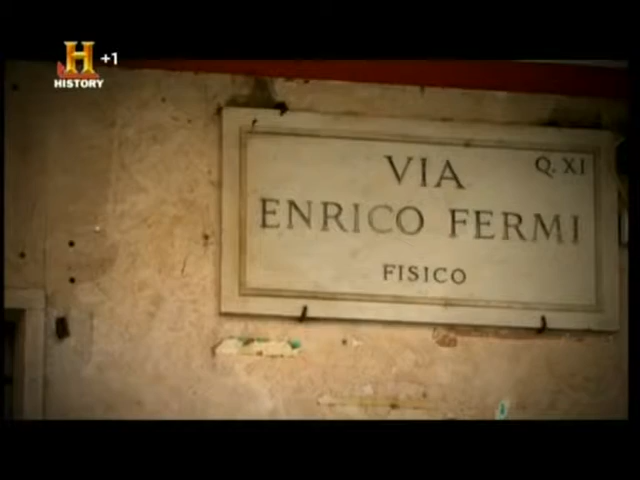 H +1
HISTORY
Q. XI
VIA
ENRICO FERMI
FISICO